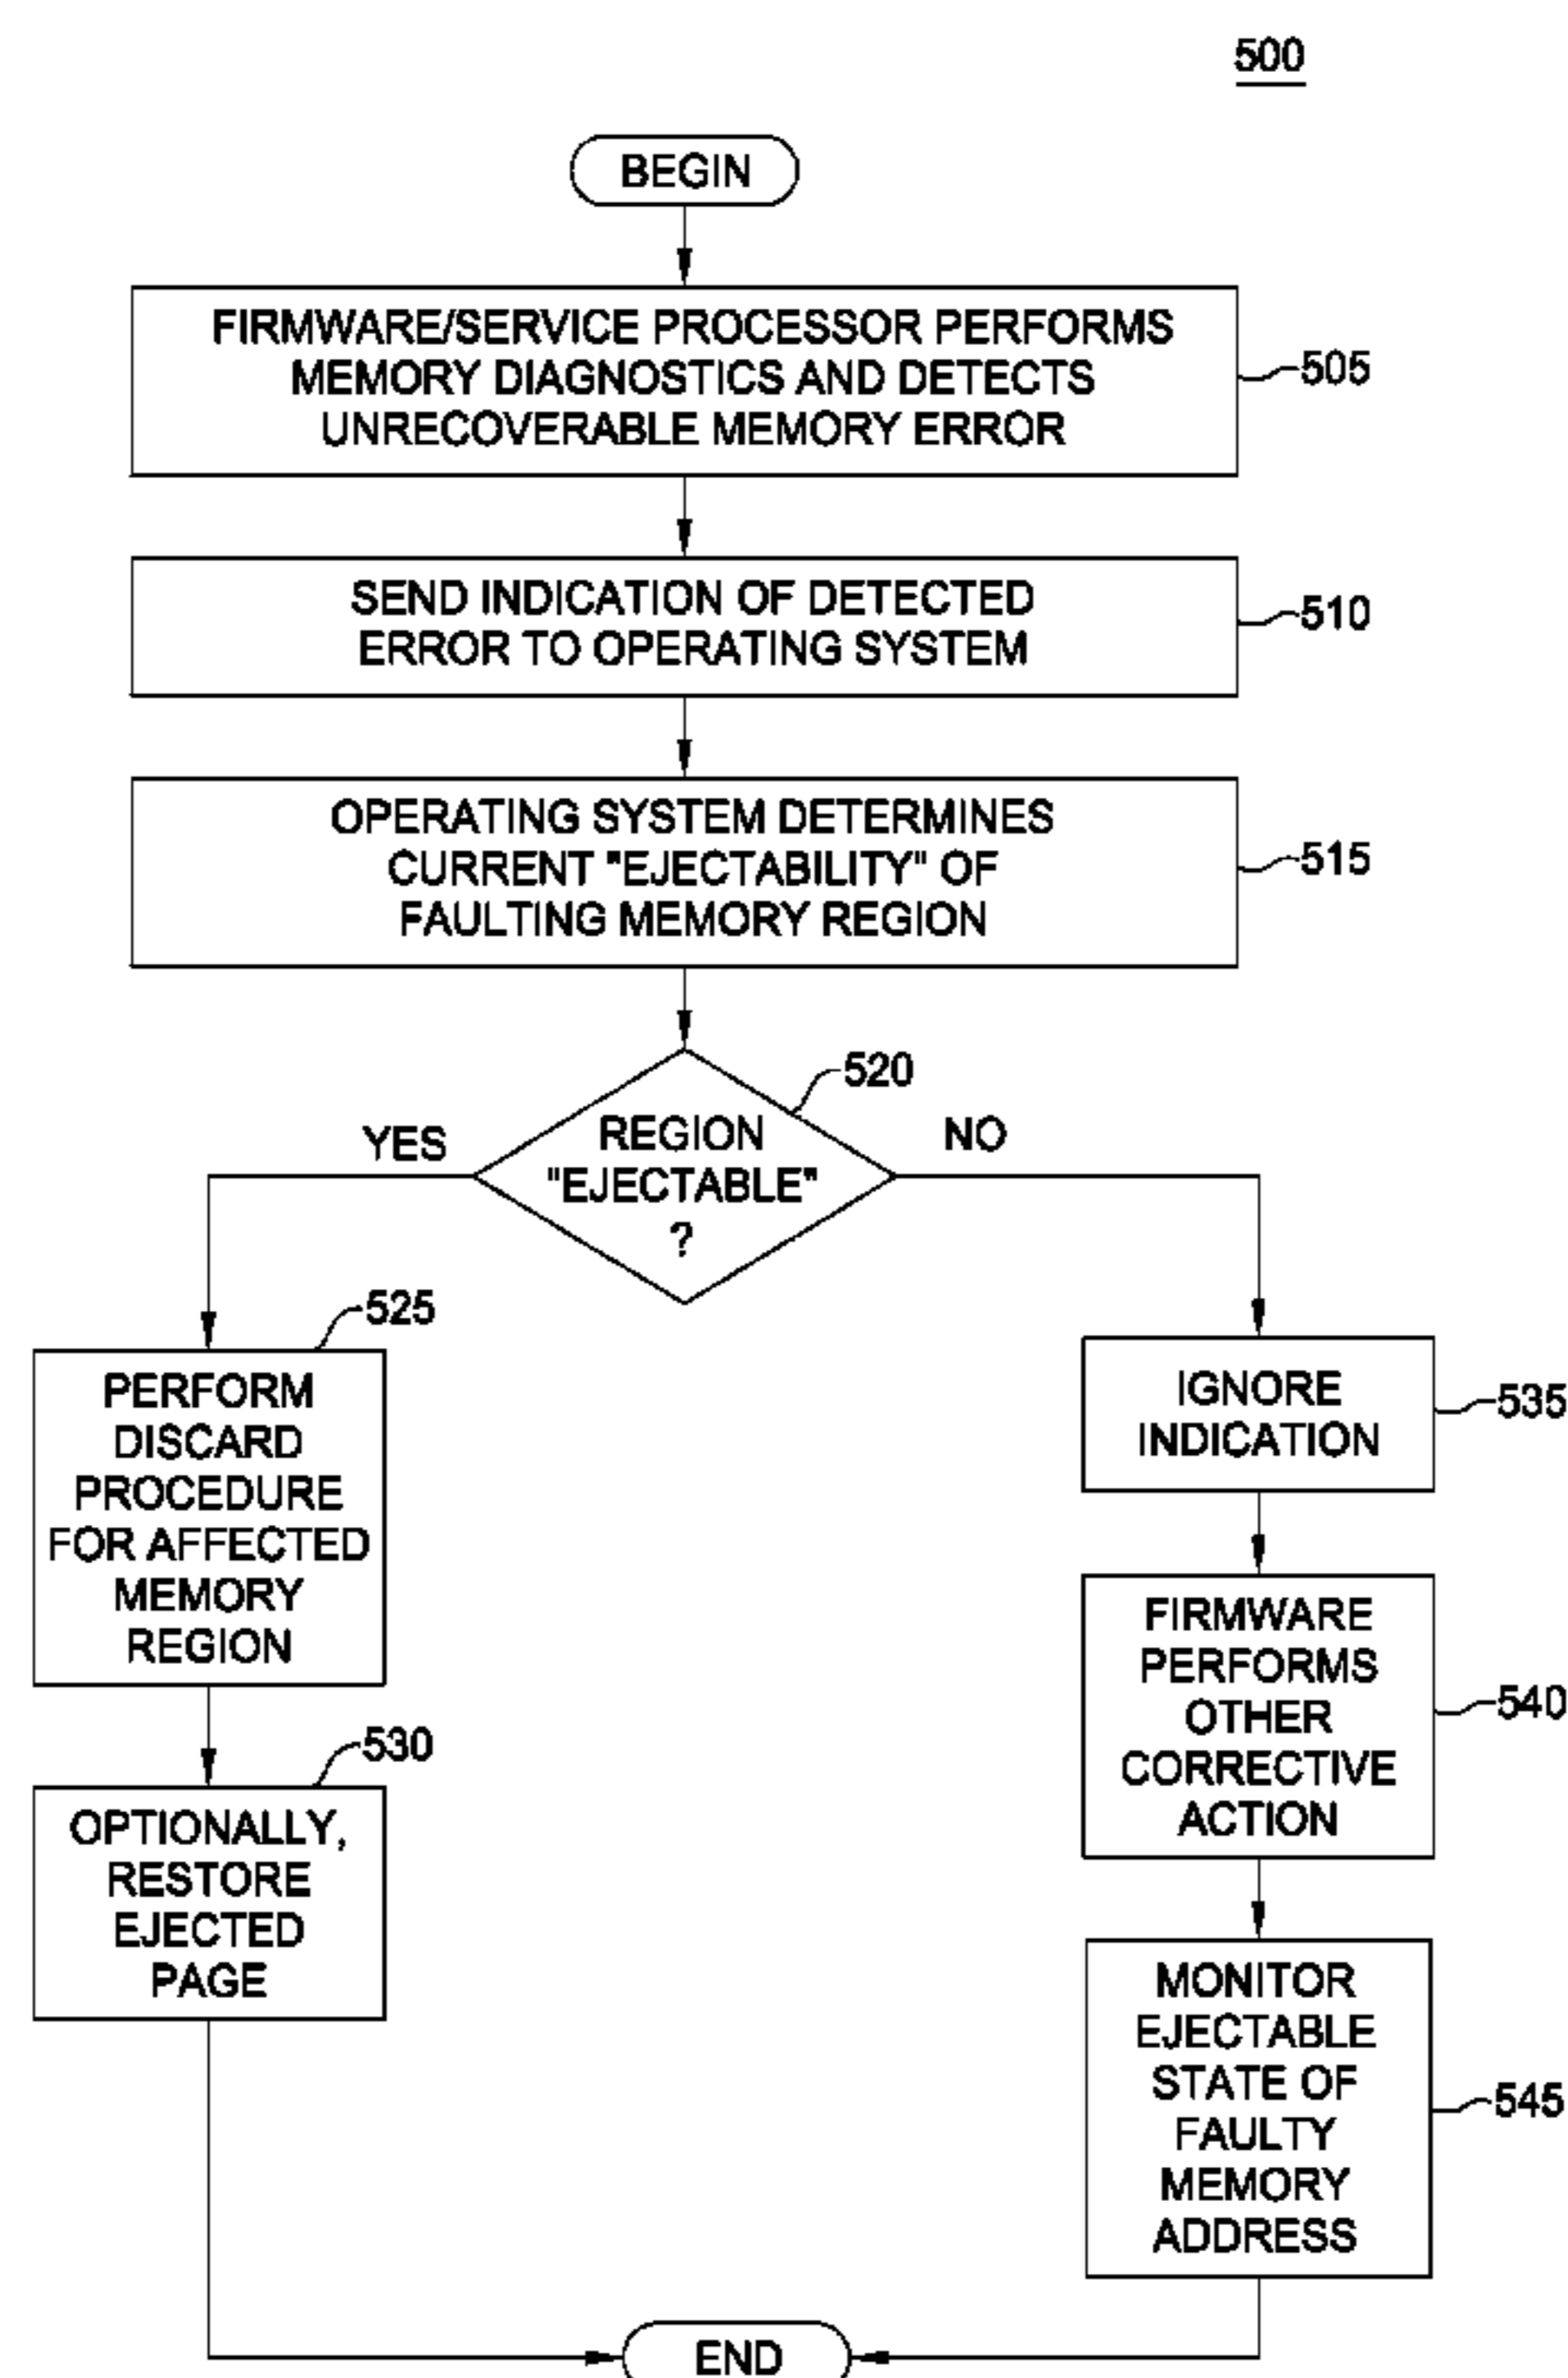 500
BEGIN
FIRMWARE/SERVICE PROCESSOR PERFORMS
MEMORY DIAGNOSTICS AND DETECTS
UNRECOVERABLE MEMORY ERROR
505
SEND INDICATION OF DETECTED
ERROR TO OPERATING SYSTEM
510
OPERATING SYSTEM DETERMINES
CURRENT "EJECTABILITY" OF
FAULTING MEMORY REGION
515
520
YES
REGION
"EJECTABLE"
?
NO
525
PERFORM
DISCARD
PROCEDURE
FOR AFFECTED
MEMORY
REGION
530
OPTIONALLY,
RESTORE
EJECTED
PAGE
IGNORE
INDICATION
535
FIRMWARE
PERFORMS
OTHER
CORRECTIVE
ACTION
540
MONITOR
EJECTABLE
STATE OF
FAULTY
MEMORY
ADDRESS
545
END